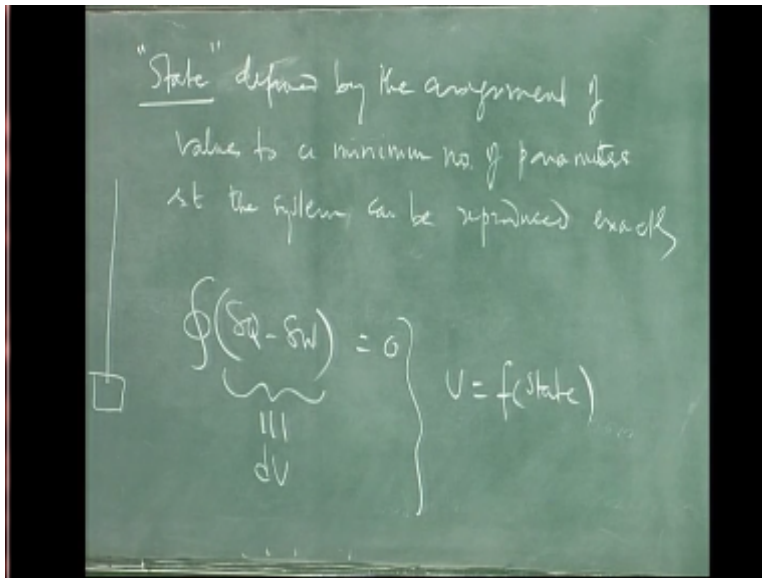 "State" defined by the assignment of
values to a minimum no. of parameters
st the system can be reproduced exactly
∮(δQ - δW) = 0
U = f(state)
|||
dU